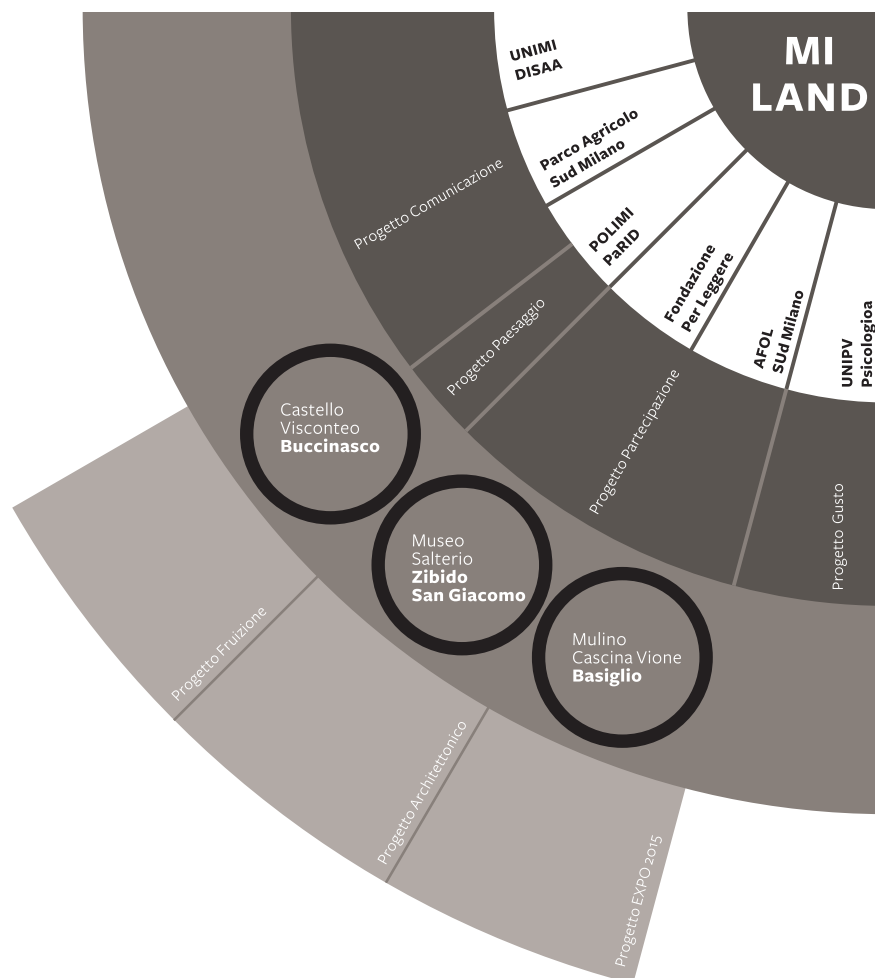 MI
LAND
UNIMI
DISAA
Parco Agricolo
Sud Milano
POLIMI
PaRID
Fondazione
Per Leggere
AFOL
SUd Milano
UNIPV
Psicologioa
Progetto Comunicazione
Progetto Paesaggio
Progetto Partecipazione
Progetto Gusto
Castello
Visconteo
Buccinasco
Museo
Salterio
Zibido
San Giacomo
Mulino
Cascina Vione
Basiglio
Progetto Fruizione
Progetto Architettonico
Progetto EXPO 2015